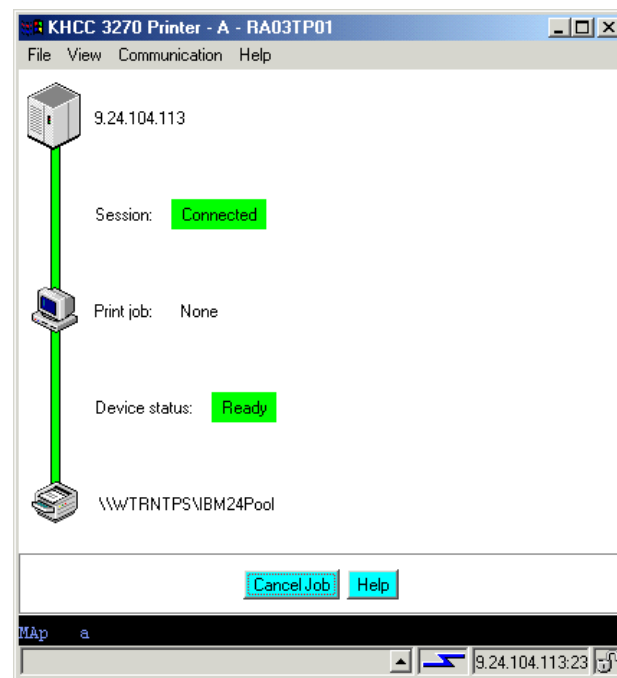 KHCC 3270 Printer - A - RA03TP01
File View Communication Help
9.24.104.113
Session: Connected
Print job: None
Device status: Ready
\\WTRNTPS\IBM24Pool
Cancel Job Help
MAp a
9.24.104.113:23